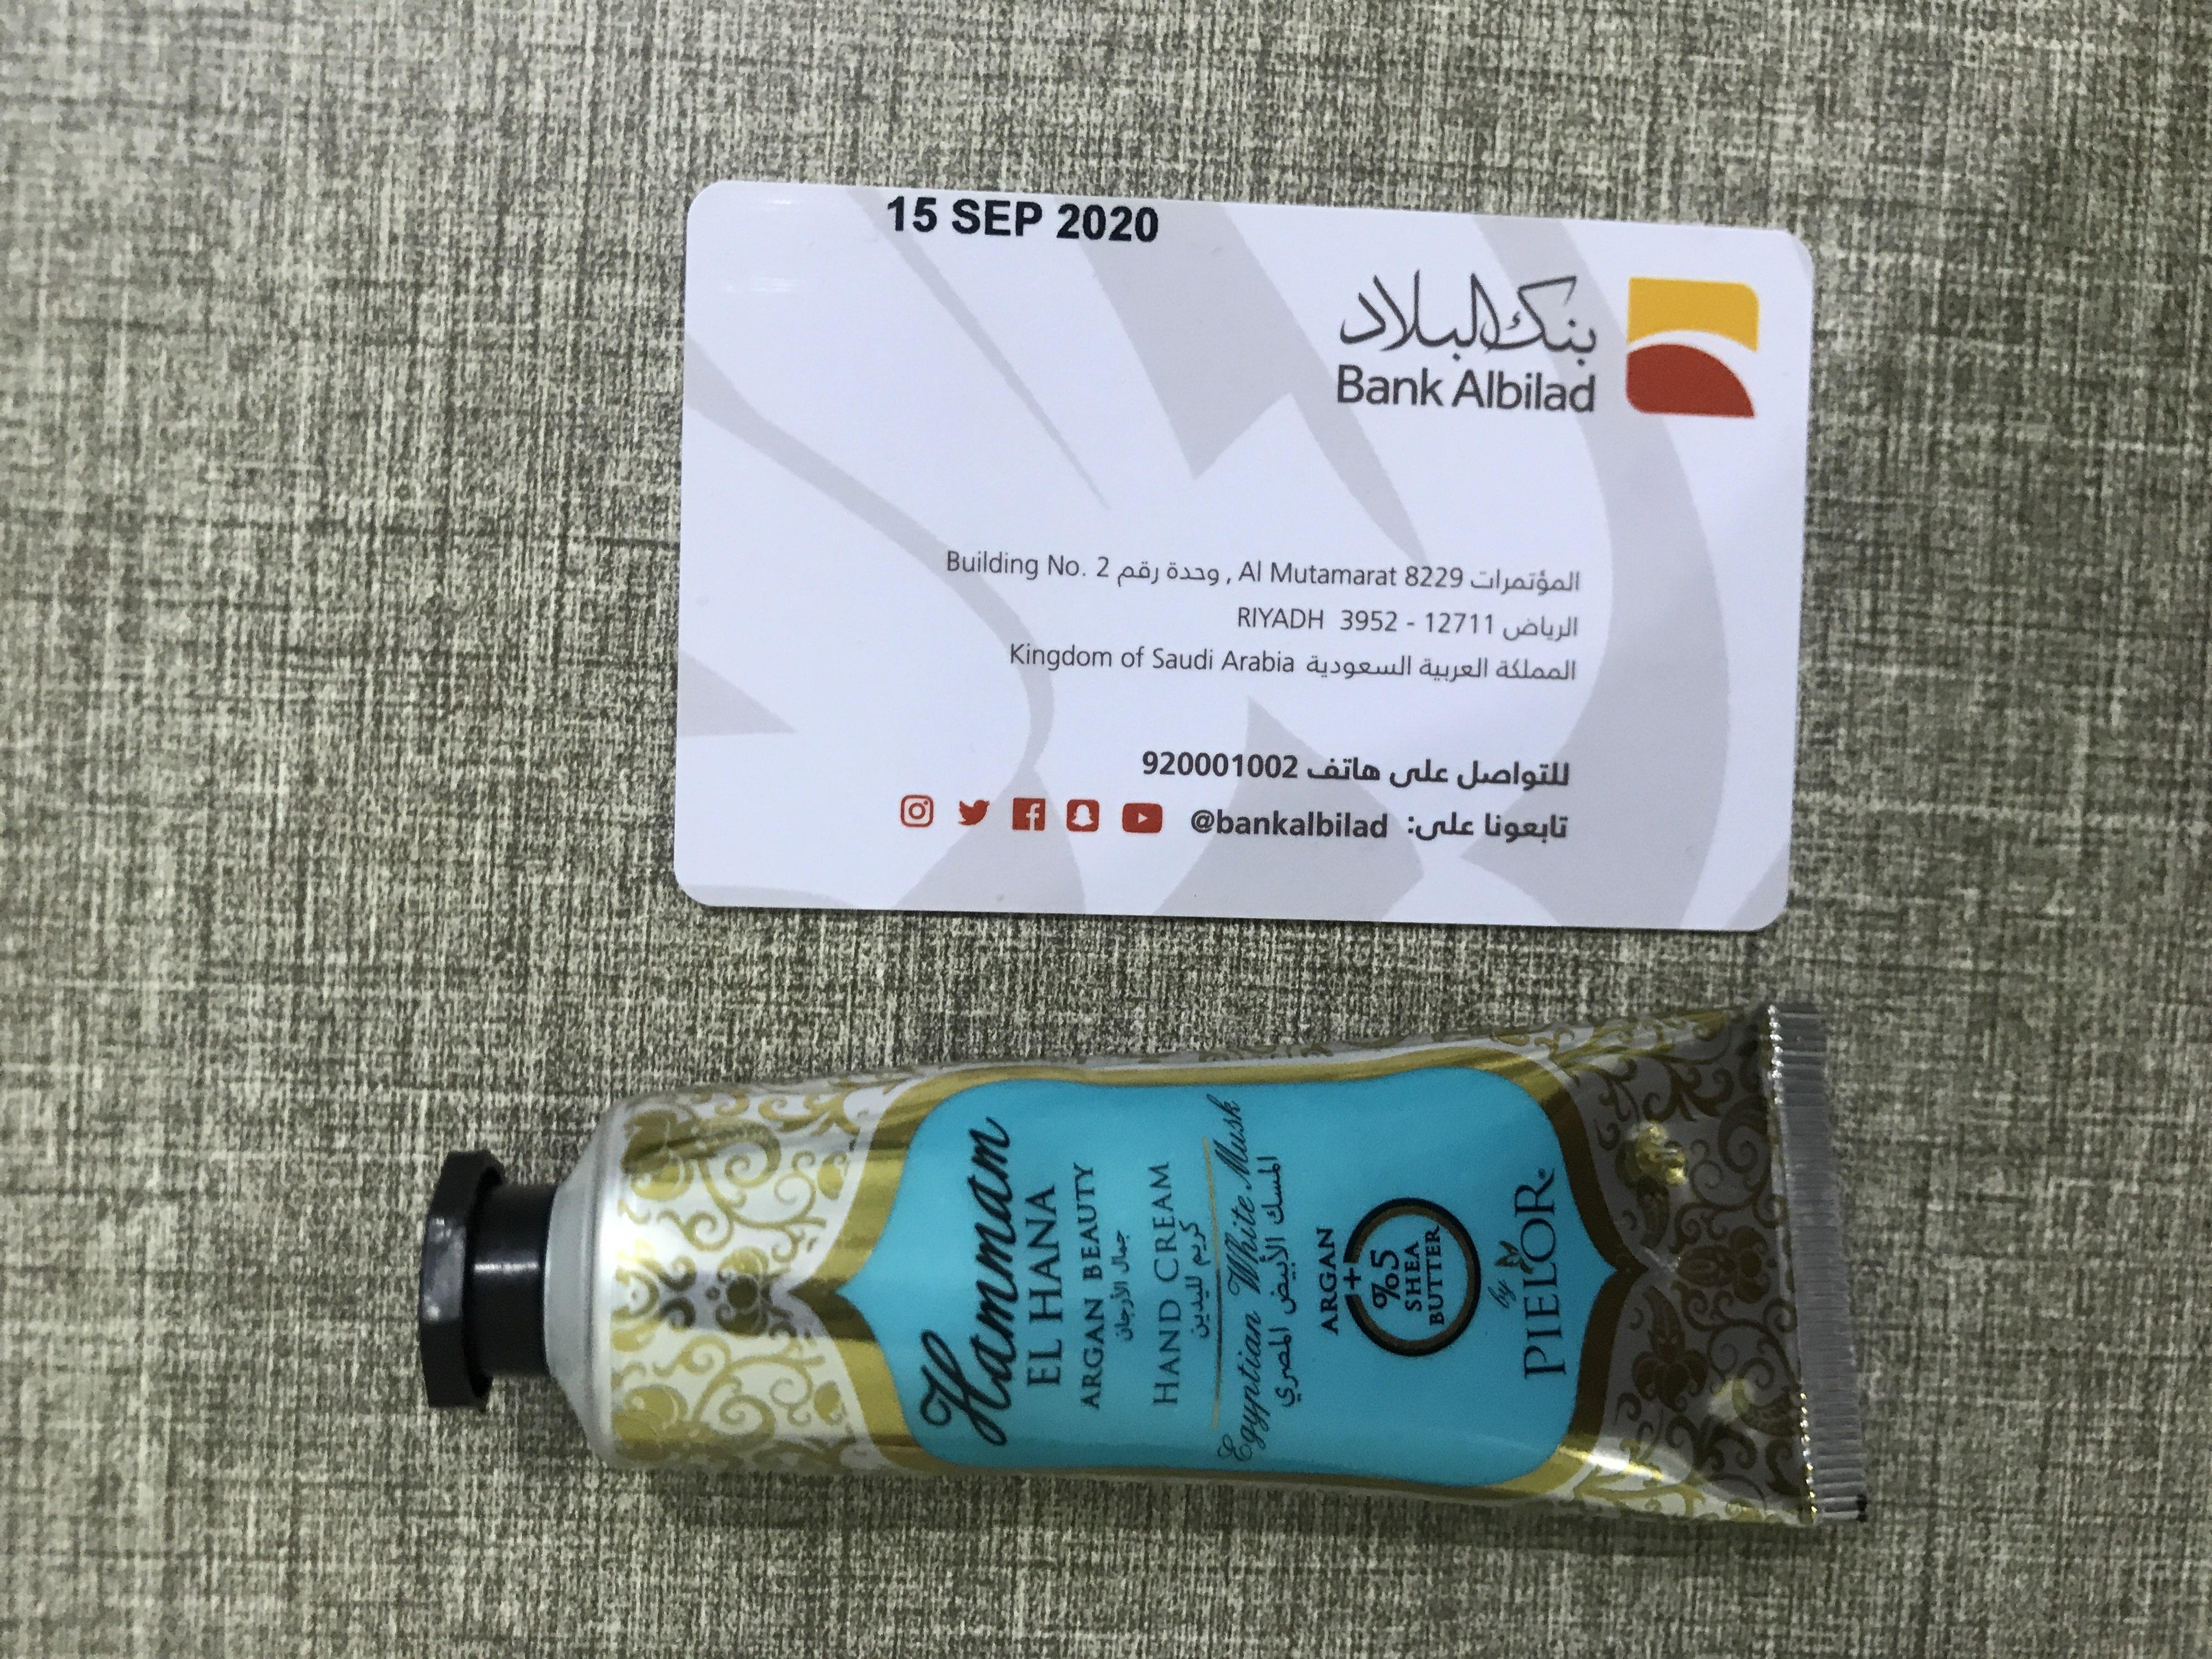 15 SEP 2020
بنك البلاد
Bank Albilad
المؤتمرات Al Mutamarat 8229 , وحدة رقم Building No. 2
الرياض RIYADH 3952 - 12711
المملكة العربية السعودية Kingdom of Saudi Arabia
للتواصل على هاتف 920001002
تابعونا على: @bankalbilad
Hammam
EL HANA
ARGAN BEAUTY
جمال الأرجان
HAND CREAM
كريم لليدين
Egyptian White Musk
المسك الأبيض المصري
ARGAN
+
%5
SHEA
BUTTER
by
PIELOR